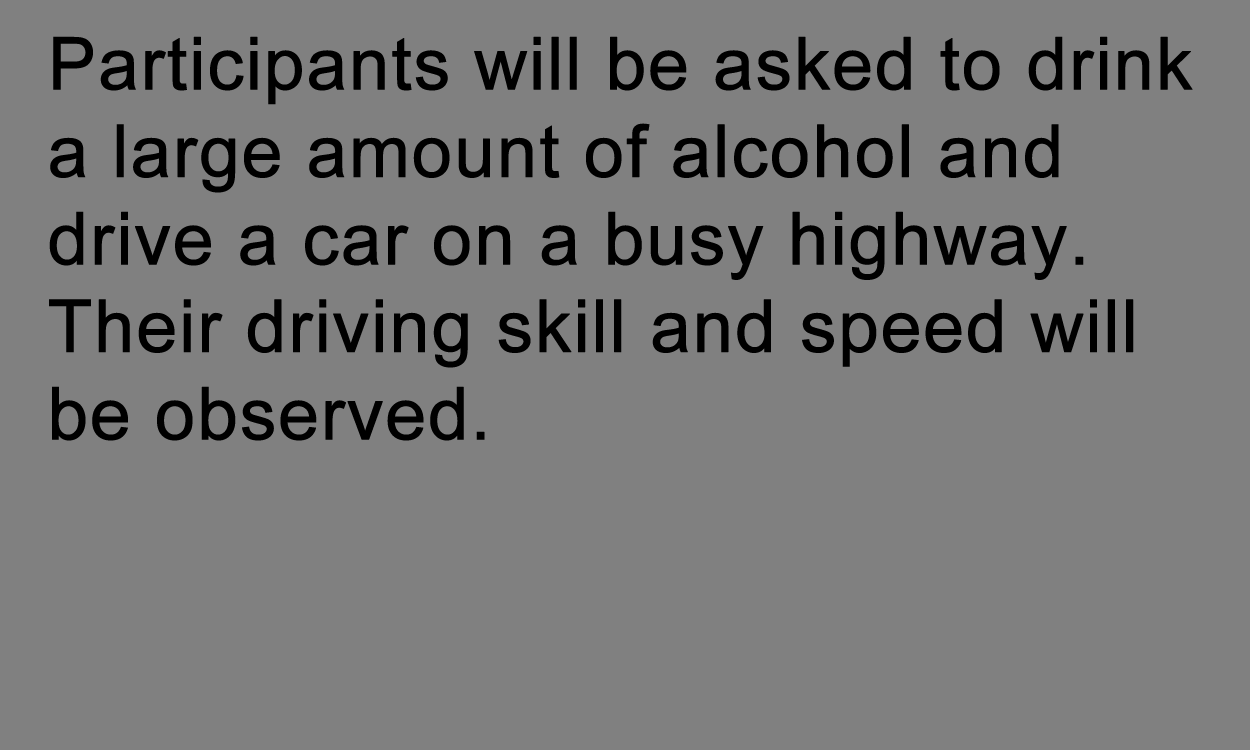 Participants will be asked to drink
a large amount of alcohol and
drive a car on a busy highway.
Their driving skill and speed will
be observed.